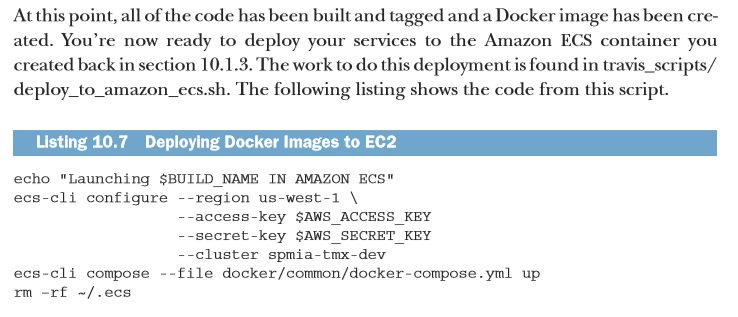 At this point, all of the code has been built and tagged and a Docker image has been cre-
ated. You're now ready to deploy your services to the Amazon ECS container you
created back in section 10.1.3. The work to do this deployment is found in travis_scripts/
deploy_to_amazon_ecs.sh. The following listing shows the code from this script.
Listing 10.7 Deploying Docker Images to EC2
echo "Launching $BUILD_NAME IN AMAZON ECS"
ecs-cli configure --region us-west-1 \
--access-key $AWS_ACCESS_KEY
--secret-key $AWS_SECRET_KEY
--cluster spmia-tmx-dev
ecs-cli compose --file docker/common/docker-compose.yml up
rm –rf ~/.ecs